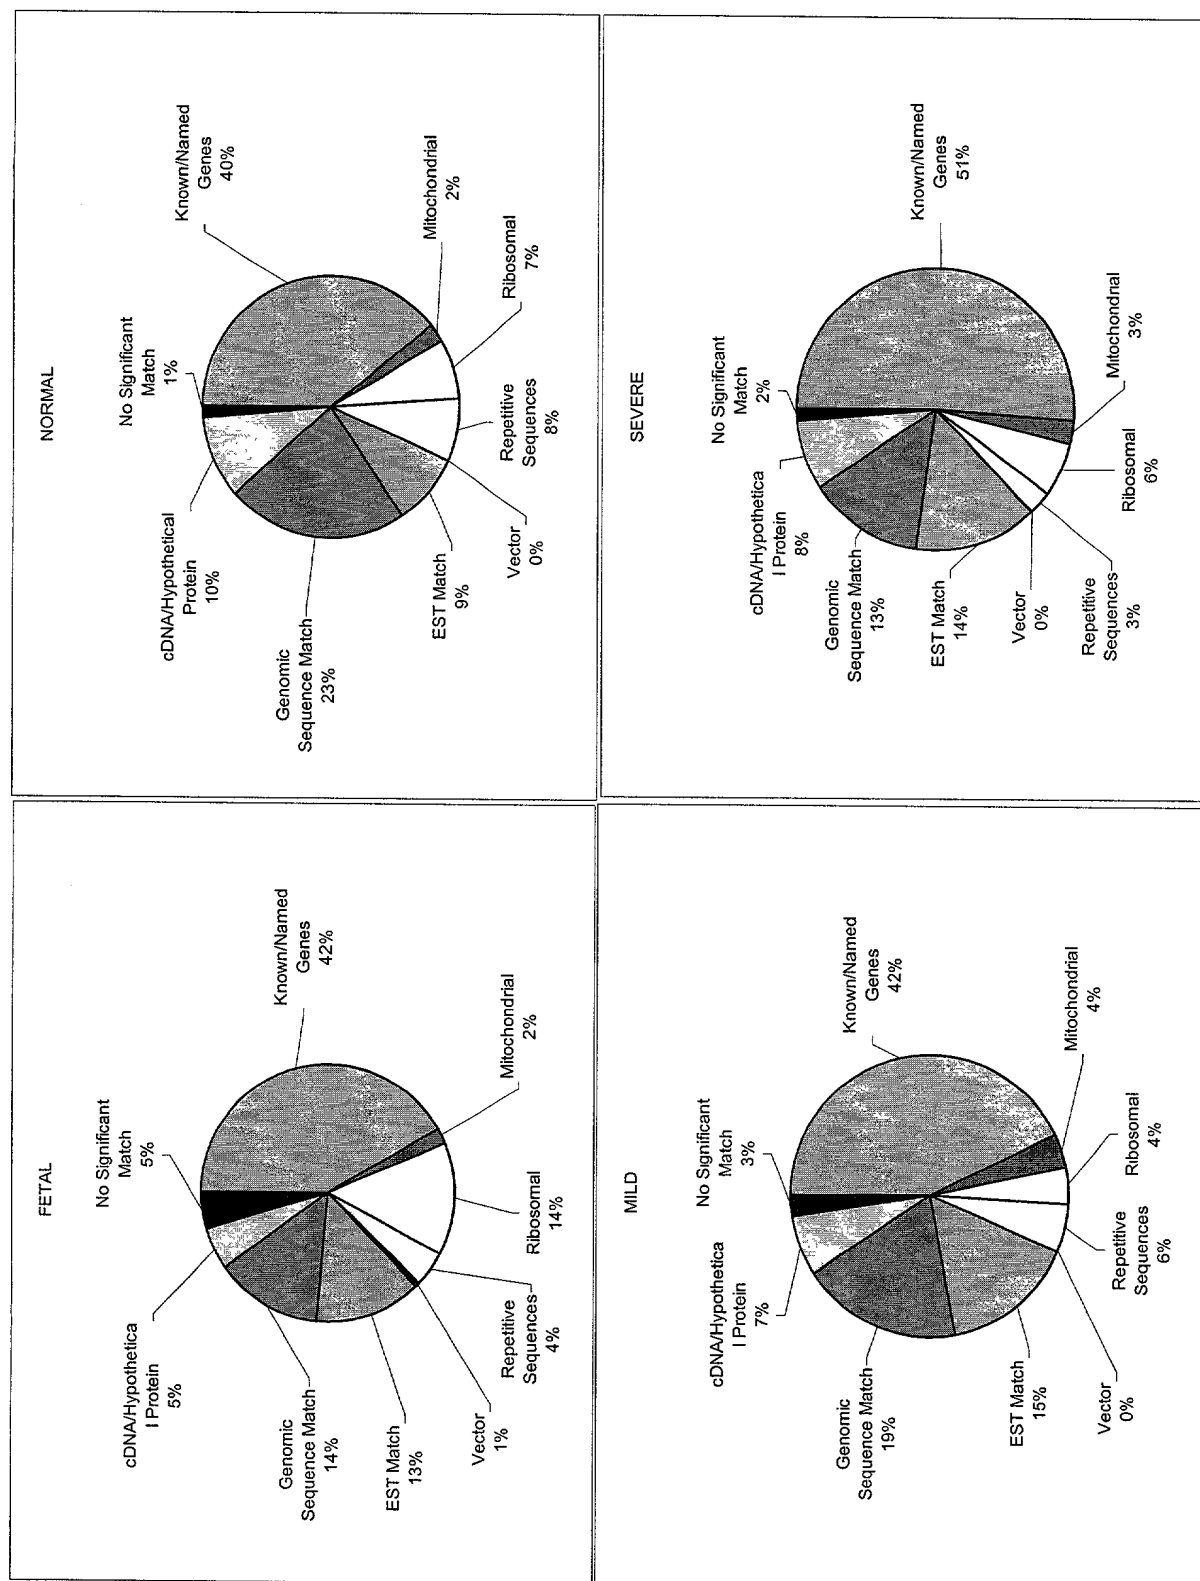 FETAL
No Significant
Match
5%
Known/Named
Genes
42%
Mitochondrial
2%
Ribosomal
14%
Repetitive
Sequences
4%
Vector
1%
EST Match
13%
Genomic
Sequence Match
14%
cDNA/Hypothetica
l Protein
5%
NORMAL
No Significant
Match
1%
Known/Named
Genes
40%
Mitochondrial
2%
Ribosomal
7%
Repetitive
Sequences
8%
Vector
0%
EST Match
9%
Genomic
Sequence Match
23%
cDNA/Hypothetical
Protein
10%
MILD
No Significant
Match
3%
Known/Named
Genes
42%
Mitochondrial
4%
Ribosomal
4%
Repetitive
Sequences
6%
Vector
0%
EST Match
15%
Genomic
Sequence Match
19%
cDNA/Hypothetica
l Protein
7%
SEVERE
No Significant
Match
2%
Known/Named
Genes
51%
Mitochondrial
3%
Ribosomal
6%
Repetitive
Sequences
3%
Vector
0%
EST Match
14%
Genomic
Sequence Match
13%
cDNA/Hypothetica
l Protein
8%